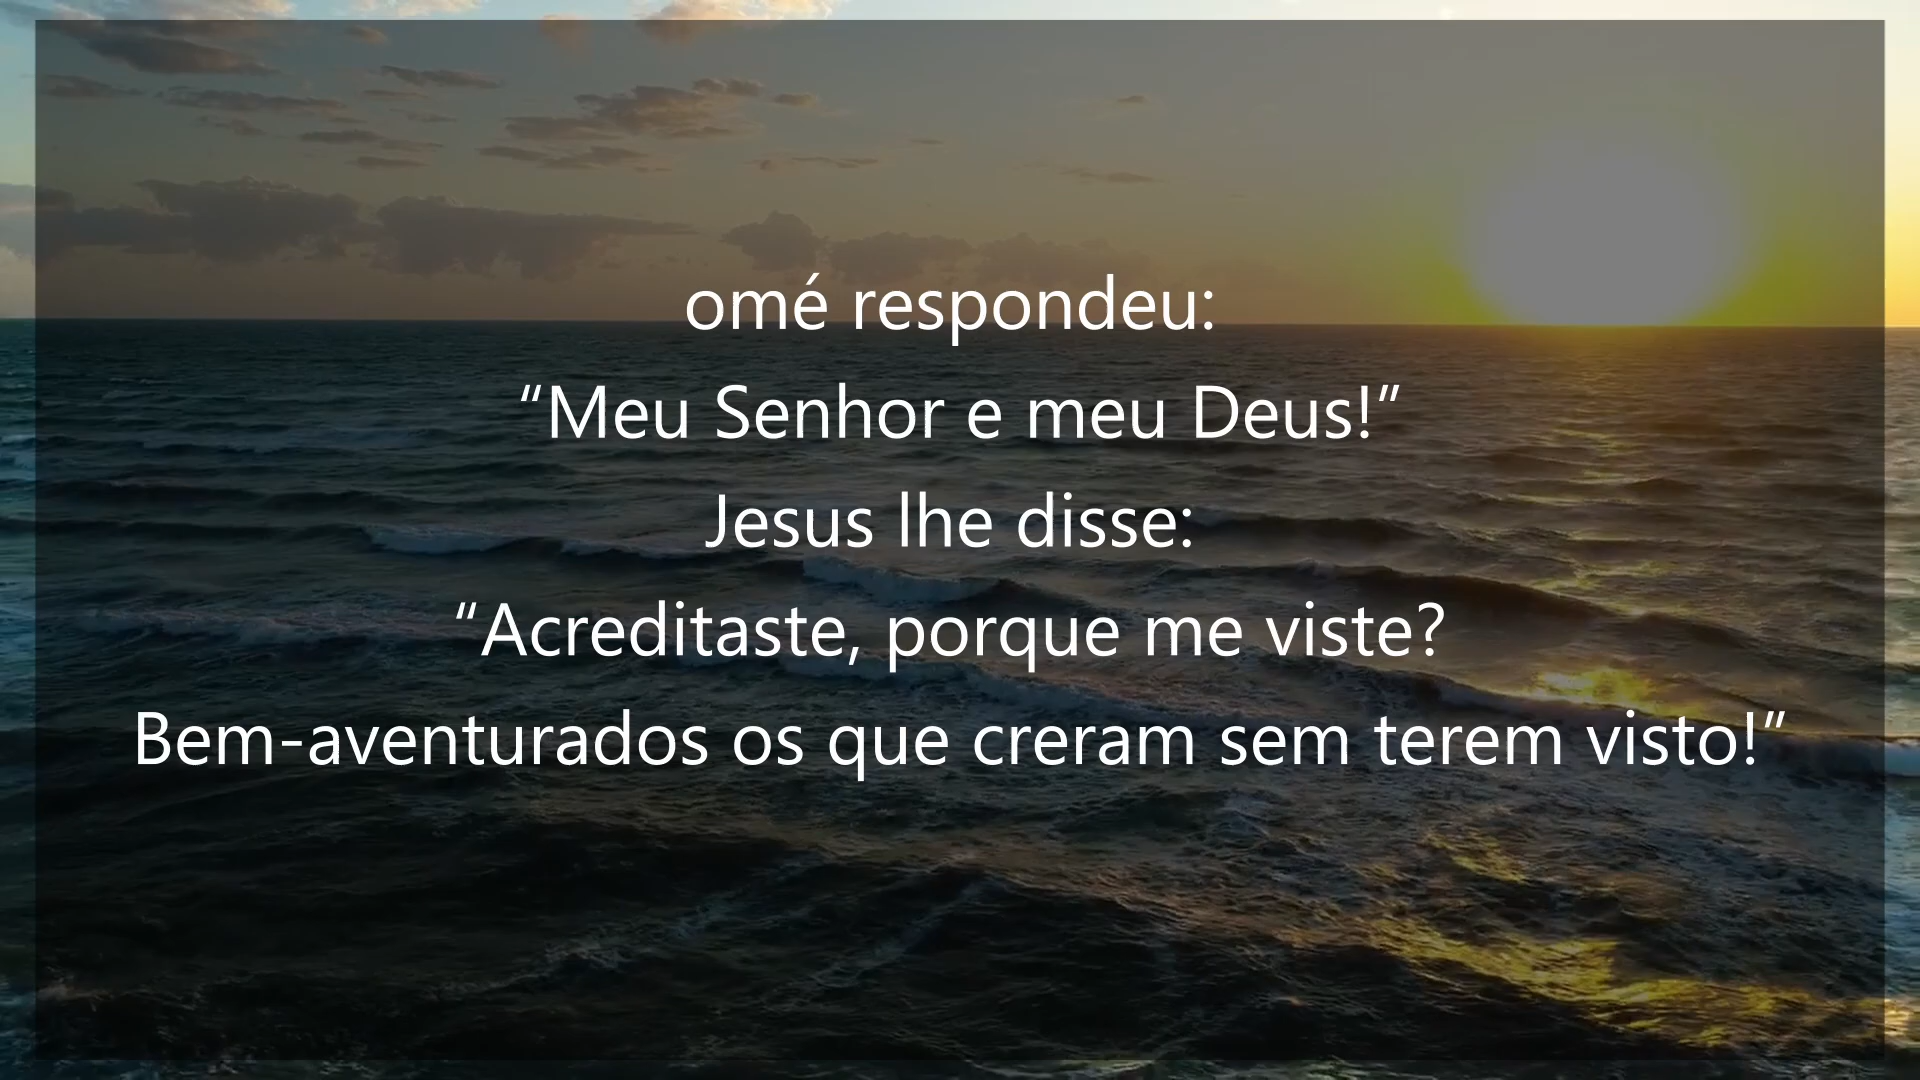 omé respondeu:
“Meu Senhor e meu Deus!”
Jesus lhe disse:
“Acreditaste, porque me viste?
Bem-aventurados os que creram sem terem visto!”